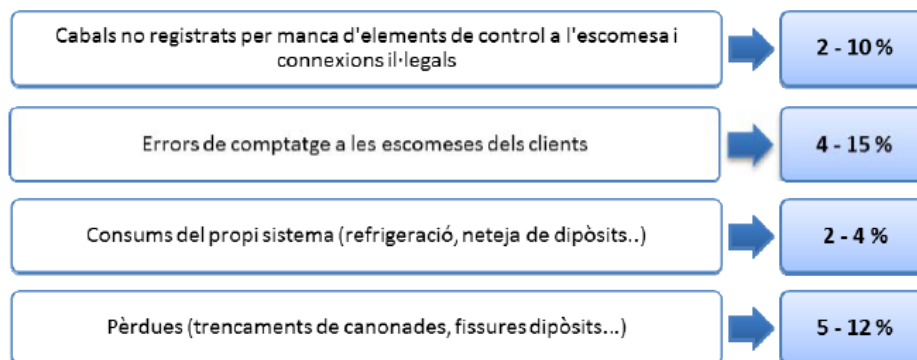 Cabals no registrats per manca d'elements de control a l'escomesa i
connexions il·legals
2 - 10 %
Errors de comptatge a les escomeses dels clients
4 - 15 %
Consums del propi sistema (refrigeració, neteja de dipòsits..)
2 - 4 %
Pèrdues (trencaments de canonades, fissures dipòsits...)
5 - 12 %